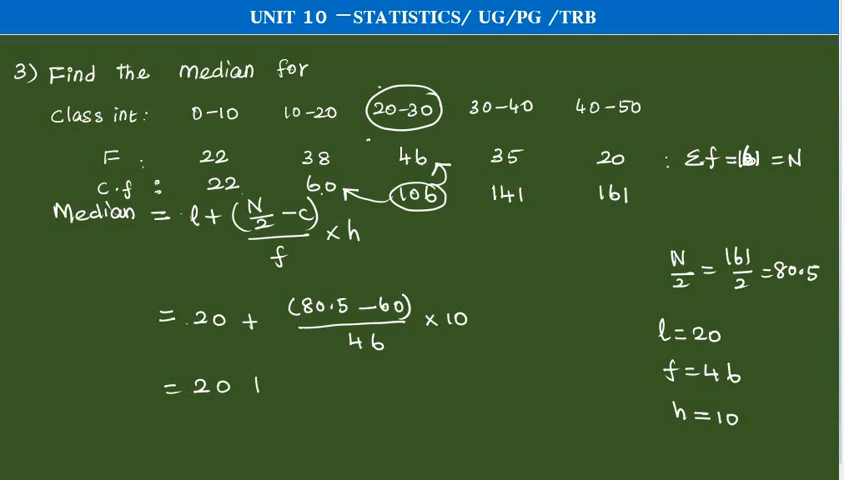 UNIT 10 – STATISTICS/ UG/PG /TRB
3) Find the median for
Class int: 0-10 10-20 20-30 30-40 40-50
F : 22 38 46 35 20 : Σf = 161 = N
C.f : 22 60 106 141 161
Median = l + (N/2 - c)/f × h
N/2 = 161/2 = 80.5
= 20 + (80.5 - 60)/46 × 10
l = 20
f = 46
= 20 |
h = 10